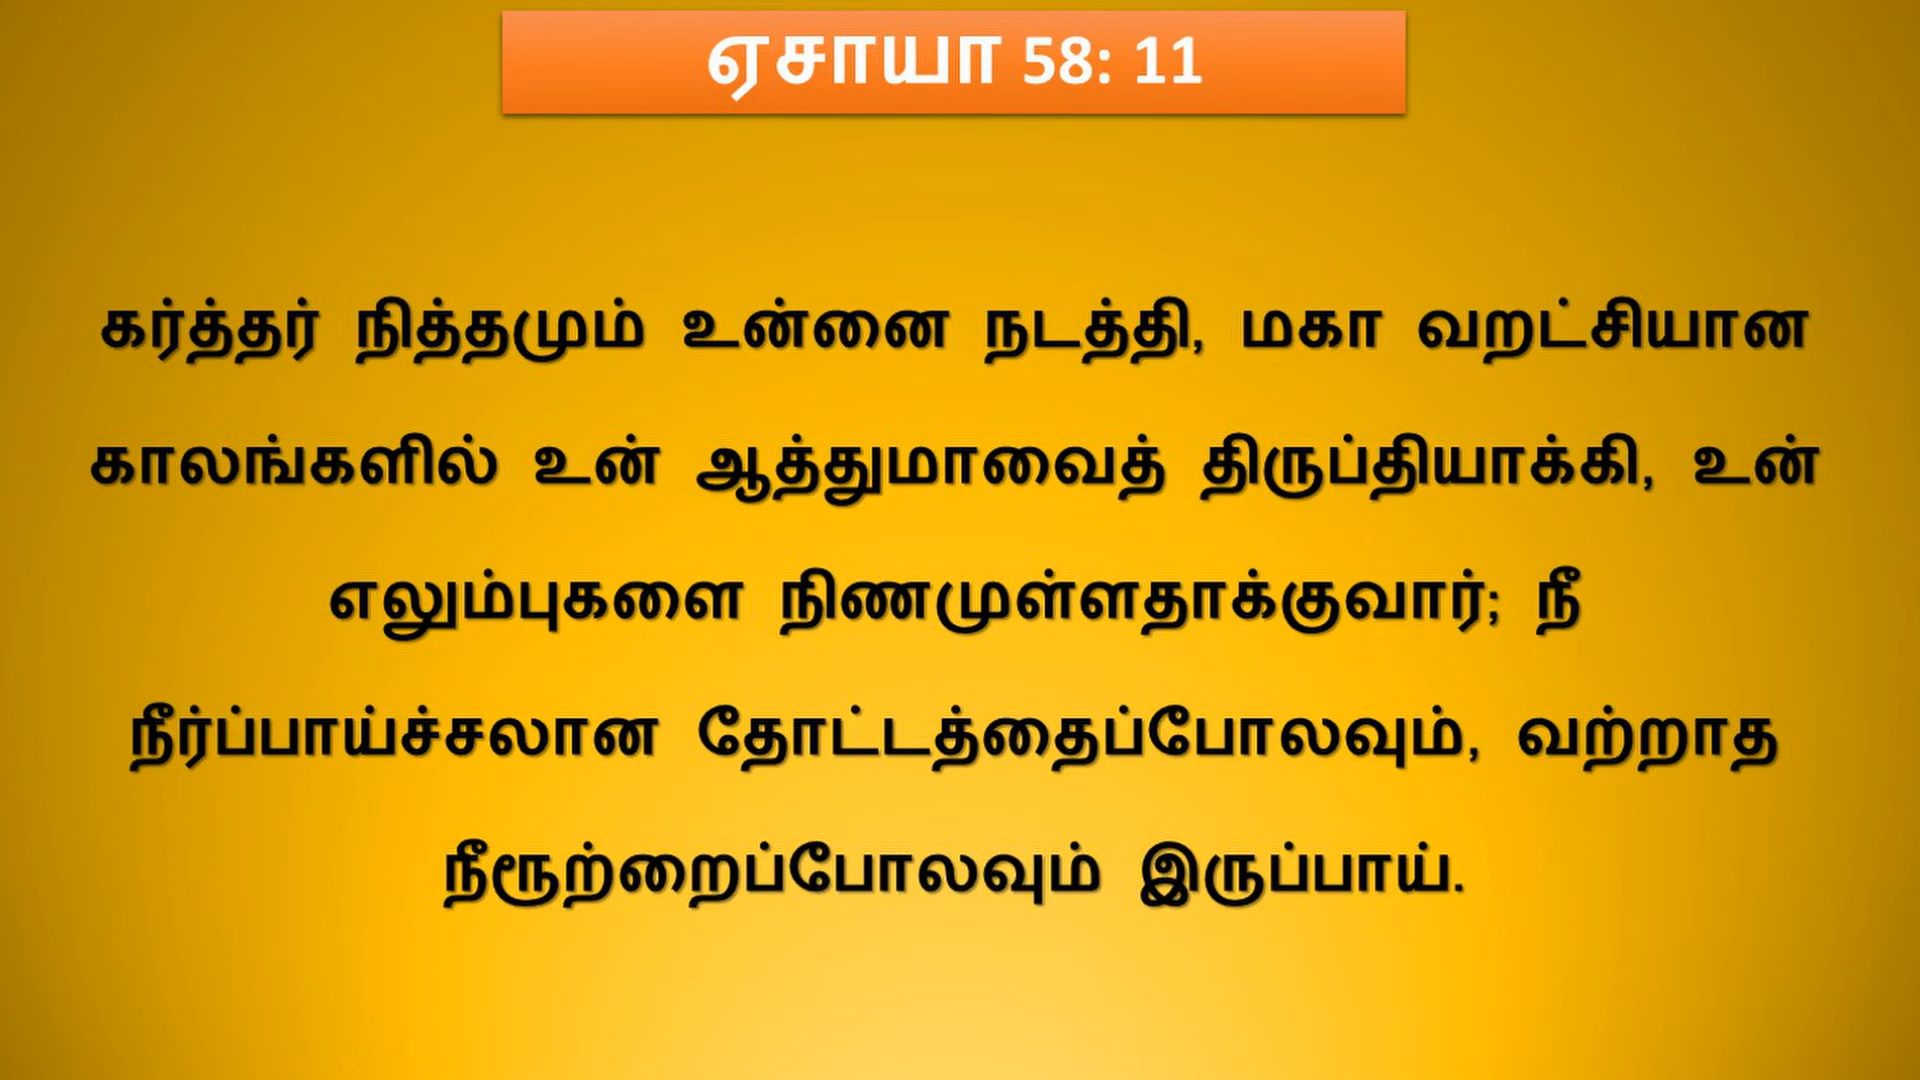 ஏசாயா 58: 11
கர்த்தர் நித்தமும் உன்னை நடத்தி, மகா வறட்சியான
காலங்களில் உன் ஆத்துமாவைத் திருப்தியாக்கி, உன்
எலும்புகளை நிணமுள்ளதாக்குவார்; நீ
நீர்ப்பாய்ச்சலான தோட்டத்தைப்போலவும், வற்றாத
நீரூற்றைப்போலவும் இருப்பாய்.